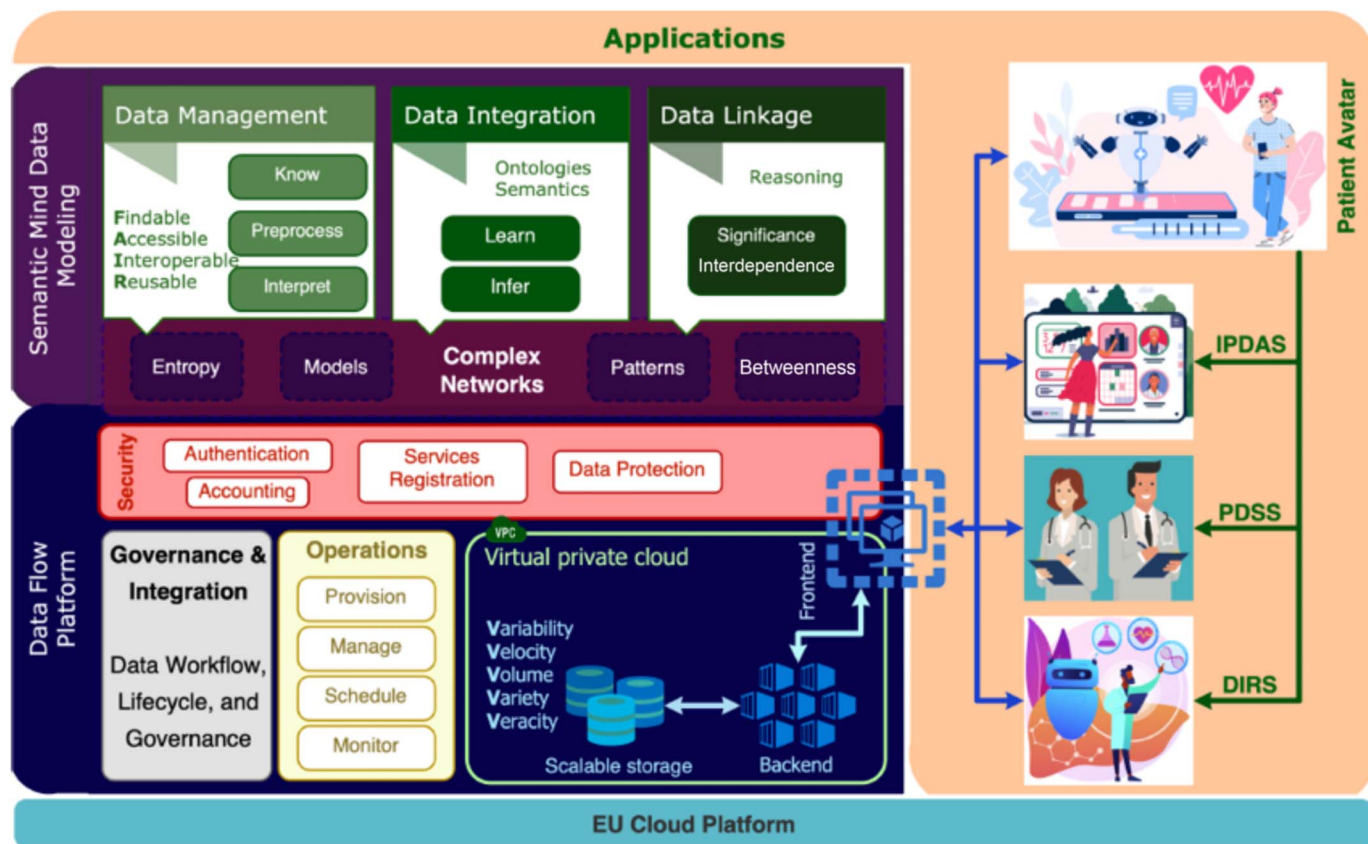 Applications
Semantic Mind Data
Modeling
Data Management
Know
Findable
Accessible
Interoperable
Reusable
Preprocess
Interpret
Data Integration
Ontologies
Semantics
Learn
Infer
Data Linkage
Reasoning
Significance
Interdependence
Entropy
Models
Complex
Networks
Patterns
Betweenness
Data Flow
Platform
Security
Authentication
Accounting
Services
Registration
Data Protection
Governance &
Integration
Data Workflow,
Lifecycle, and
Governance
Operations
Provision
Manage
Schedule
Monitor
VPC
Virtual private cloud
Variability
Velocity
Volume
Variety
Veracity
Scalable storage
Backend
Frontend
Patient Avatar
IPDAS
PDSS
DIRS
EU Cloud Platform